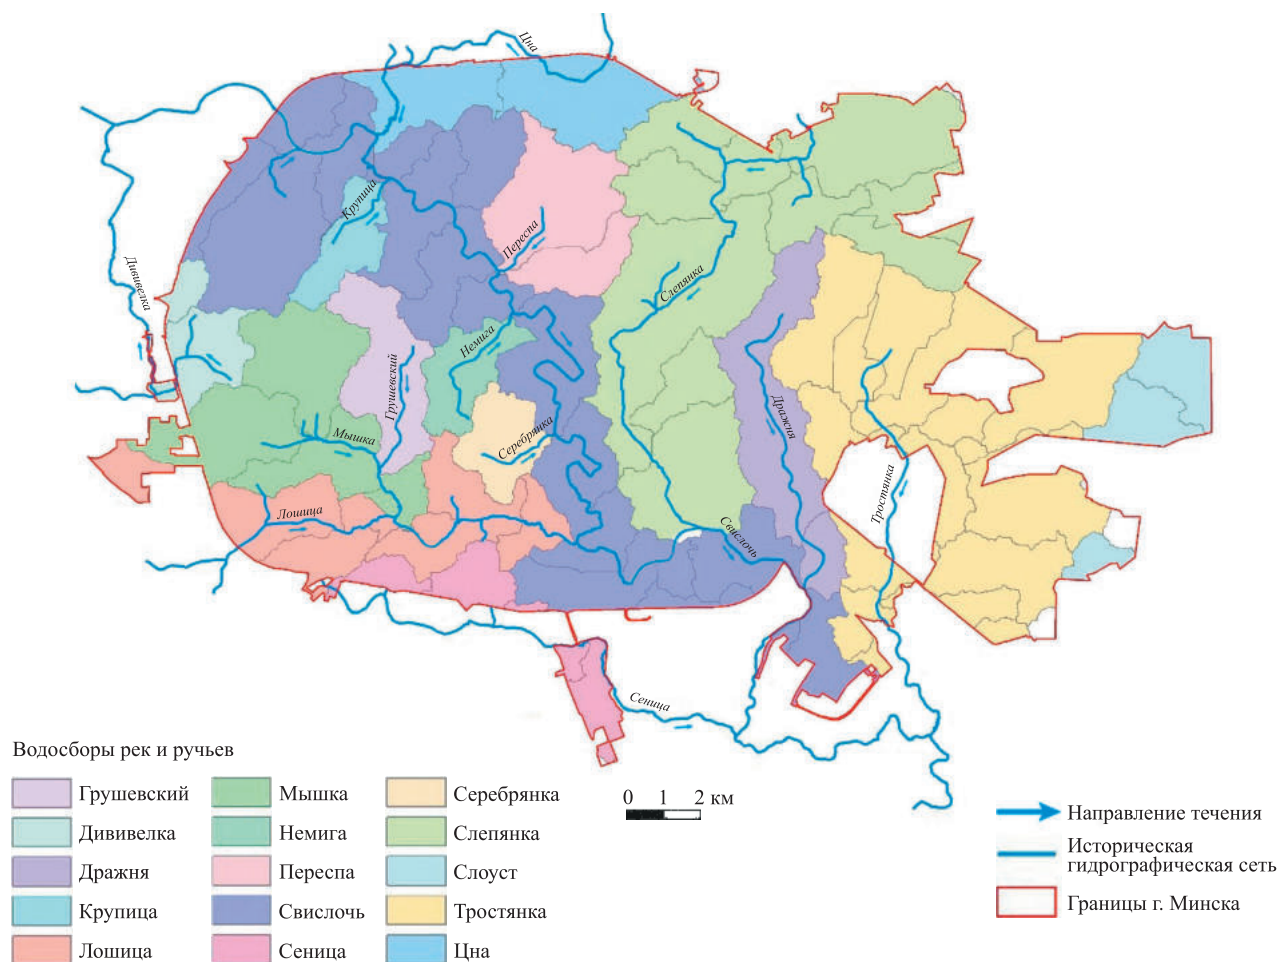 Цна
Крупица
Переспа
Дививелка
Слепянка
Немига
Грушевский
Дражня
Мышка
Серебрянка
Тростянка
Лошица
Свислочь
Сеница
Водосборы рек и ручьев
Грушевский
Дививелка
Дражня
Крупица
Лошица
Мышка
Немига
Переспа
Свислочь
Сеница
Серебрянка
Слепянка
Слоуст
Тростянка
Цна
0 1 2 км
Направление течения
Историческая
гидрографическая сеть
Границы г. Минска